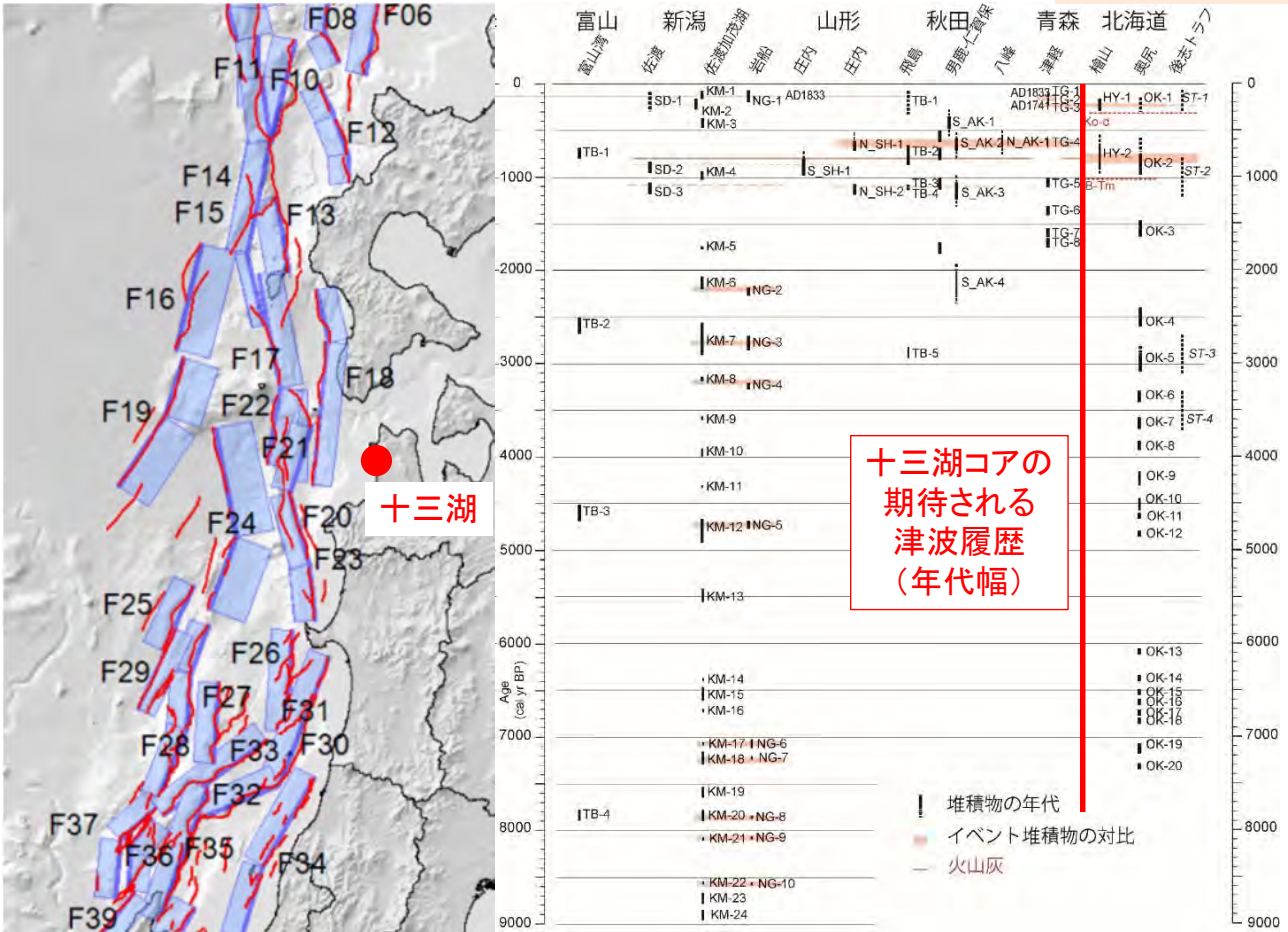 F08
F06
F11
F10
F12
F14
F15
F13
F16
F17
F18
F19
F22
F21
十三湖
F24
F20
F23
F25
F26
F29
F27
F31
F28
F33
F30
F32
F37
F36
F35
F34
F39
富山
新潟
山形
秋田
青森
北海道
富山湾
佐渡
佐渡加茂湖
岩船
庄内
庄内
飛島
男鹿-仁賀保
八峰
津軽
檜山
奥尻
後志トラフ
0
1000
2000
3000
4000
5000
6000
7000
8000
9000
Age
(cal yr BP)
TB-1
TB-2
TB-3
TB-4
SD-1
SD-2
SD-3
KM-1
KM-2
KM-3
KM-4
KM-5
KM-6
KM-7
KM-8
KM-9
KM-10
KM-11
KM-12
KM-13
KM-14
KM-15
KM-16
KM-17
KM-18
KM-19
KM-20
KM-21
KM-22
KM-23
KM-24
NG-1
NG-2
NG-3
NG-4
NG-5
NG-6
NG-7
NG-8
NG-9
NG-10
AD1833
S_SH-1
N_SH-1
N_SH-2
TB-1
TB-2
TB-3
TB-4
TB-5
S_AK-1
S_AK-2
S_AK-3
S_AK-4
N_AK-1
AD1833
AD1741
TG-1
TG-2
TG-3
TG-4
TG-5
TG-6
TG-7
TG-8
HY-1
Ko-d
HY-2
B-Tm
OK-1
OK-2
OK-3
OK-4
OK-5
OK-6
OK-7
OK-8
OK-9
OK-10
OK-11
OK-12
OK-13
OK-14
OK-15
OK-16
OK-17
OK-18
OK-19
OK-20
ST-1
ST-2
ST-3
ST-4
0
1000
2000
3000
4000
5000
6000
7000
8000
9000
十三湖コアの
期待される
津波履歴
（年代幅）
堆積物の年代
イベント堆積物の対比
火山灰